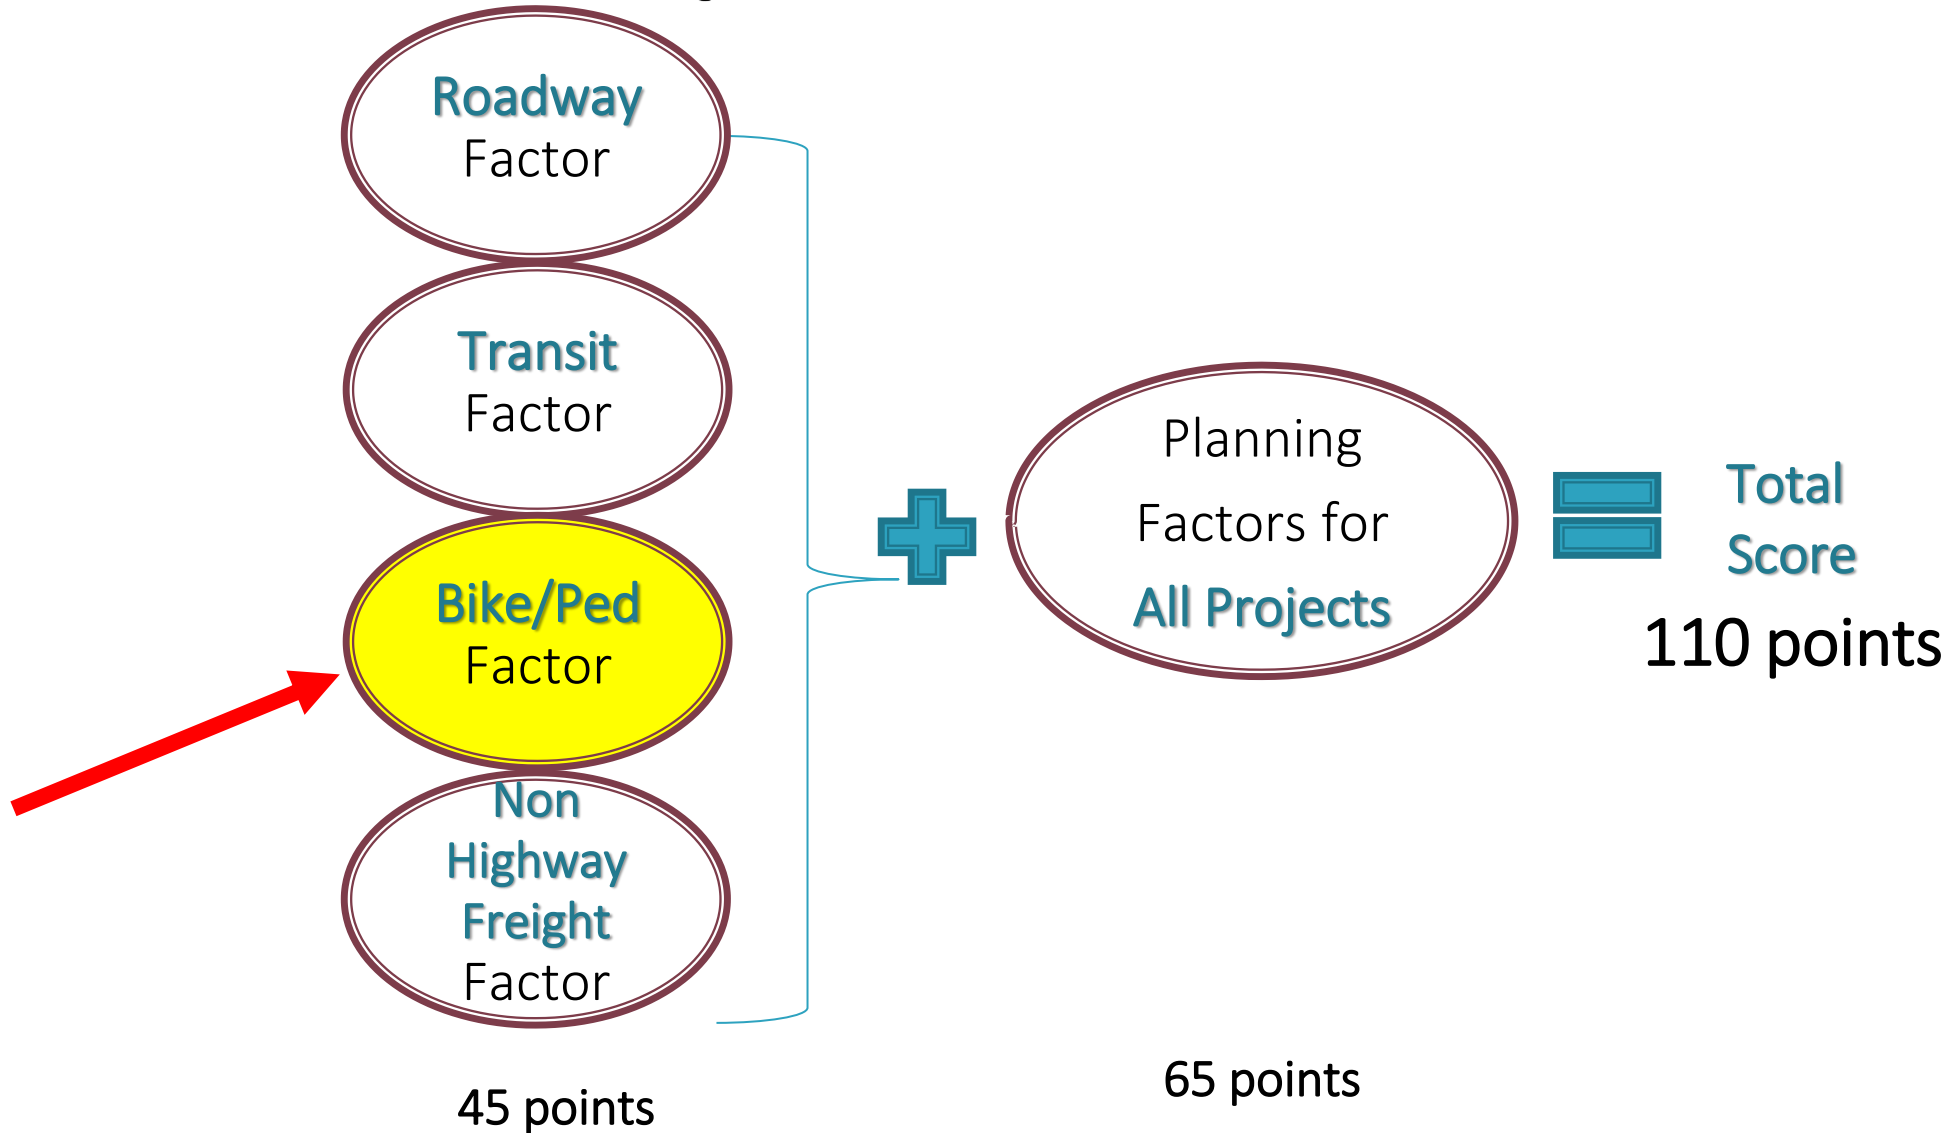 Roadway
Factor
Transit
Factor
Bike/Ped
Factor
Non
Highway
Freight
Factor
45 points
Planning
Factors for
All Projects
65 points
Total
Score
110 points